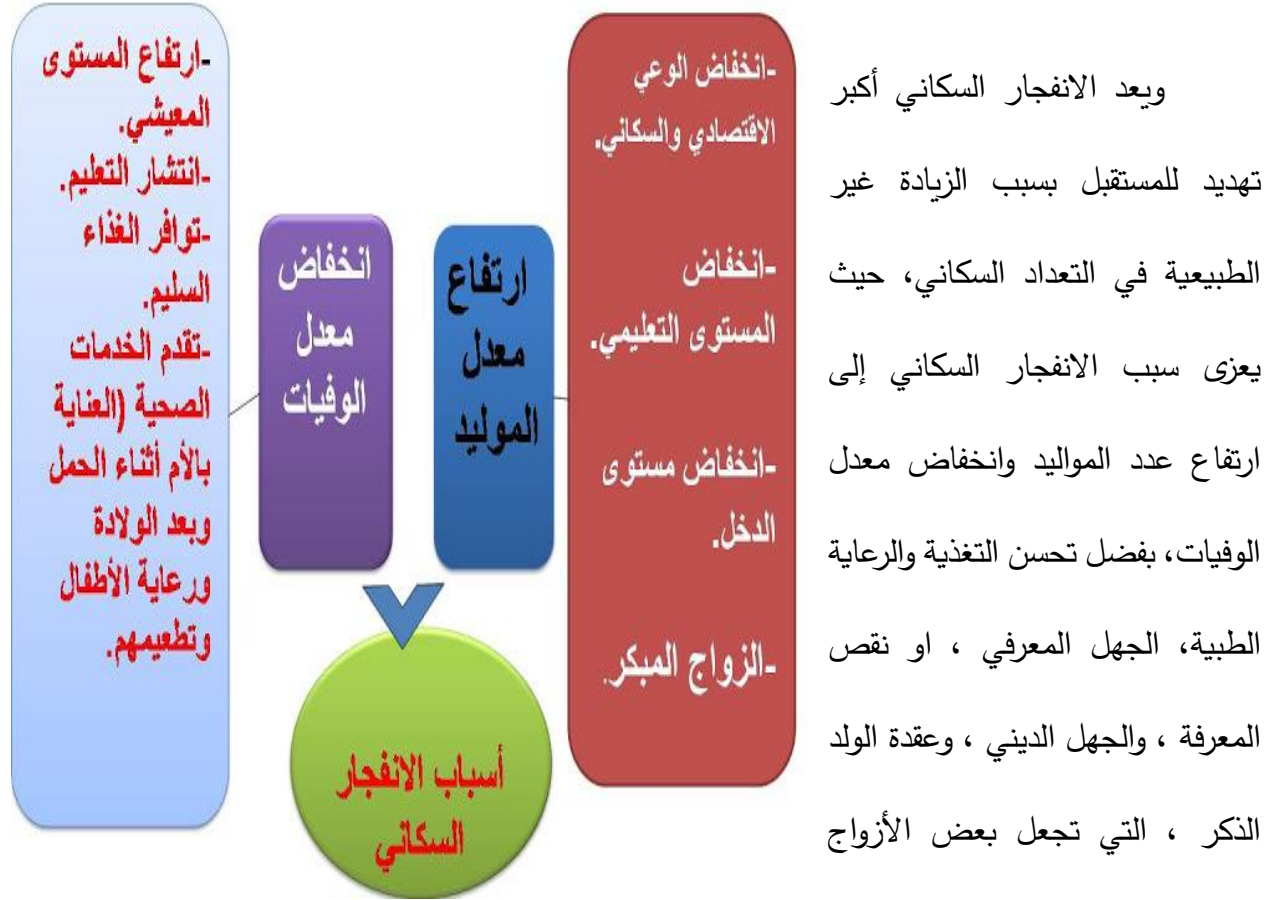 ويعد الانفجار السكاني أكبر
تهديد للمستقبل بسبب الزيادة غير
الطبيعية في التعداد السكاني، حيث
يعزى سبب الانفجار السكاني إلى
ارتفاع عدد المواليد وانخفاض معدل
الوفيات، بفضل تحسن التغذية والرعاية
الطبية، الجهل المعرفي ، او نقص
المعرفة ، والجهل الديني ، وعقدة الولد
الذكر ، التي تجعل بعض الأزواج
-انخفاض الوعي
الاقتصادي والسكاني.
-انخفاض
المستوى التعليمي.
-انخفاض مستوى
الدخل.
-الزواج المبكر.
ارتفاع
معدل
الموليد
انخفاض
معدل
الوفيات
-ارتفاع المستوى
المعيشي.
-انتشار التعليم.
-توافر الغذاء
السليم.
-تقدم الخدمات
الصحية (العناية
بالأم أثناء الحمل
وبعد الولادة
ورعاية الأطفال
وتطعيمهم.
أسباب الانفجار
السكاني